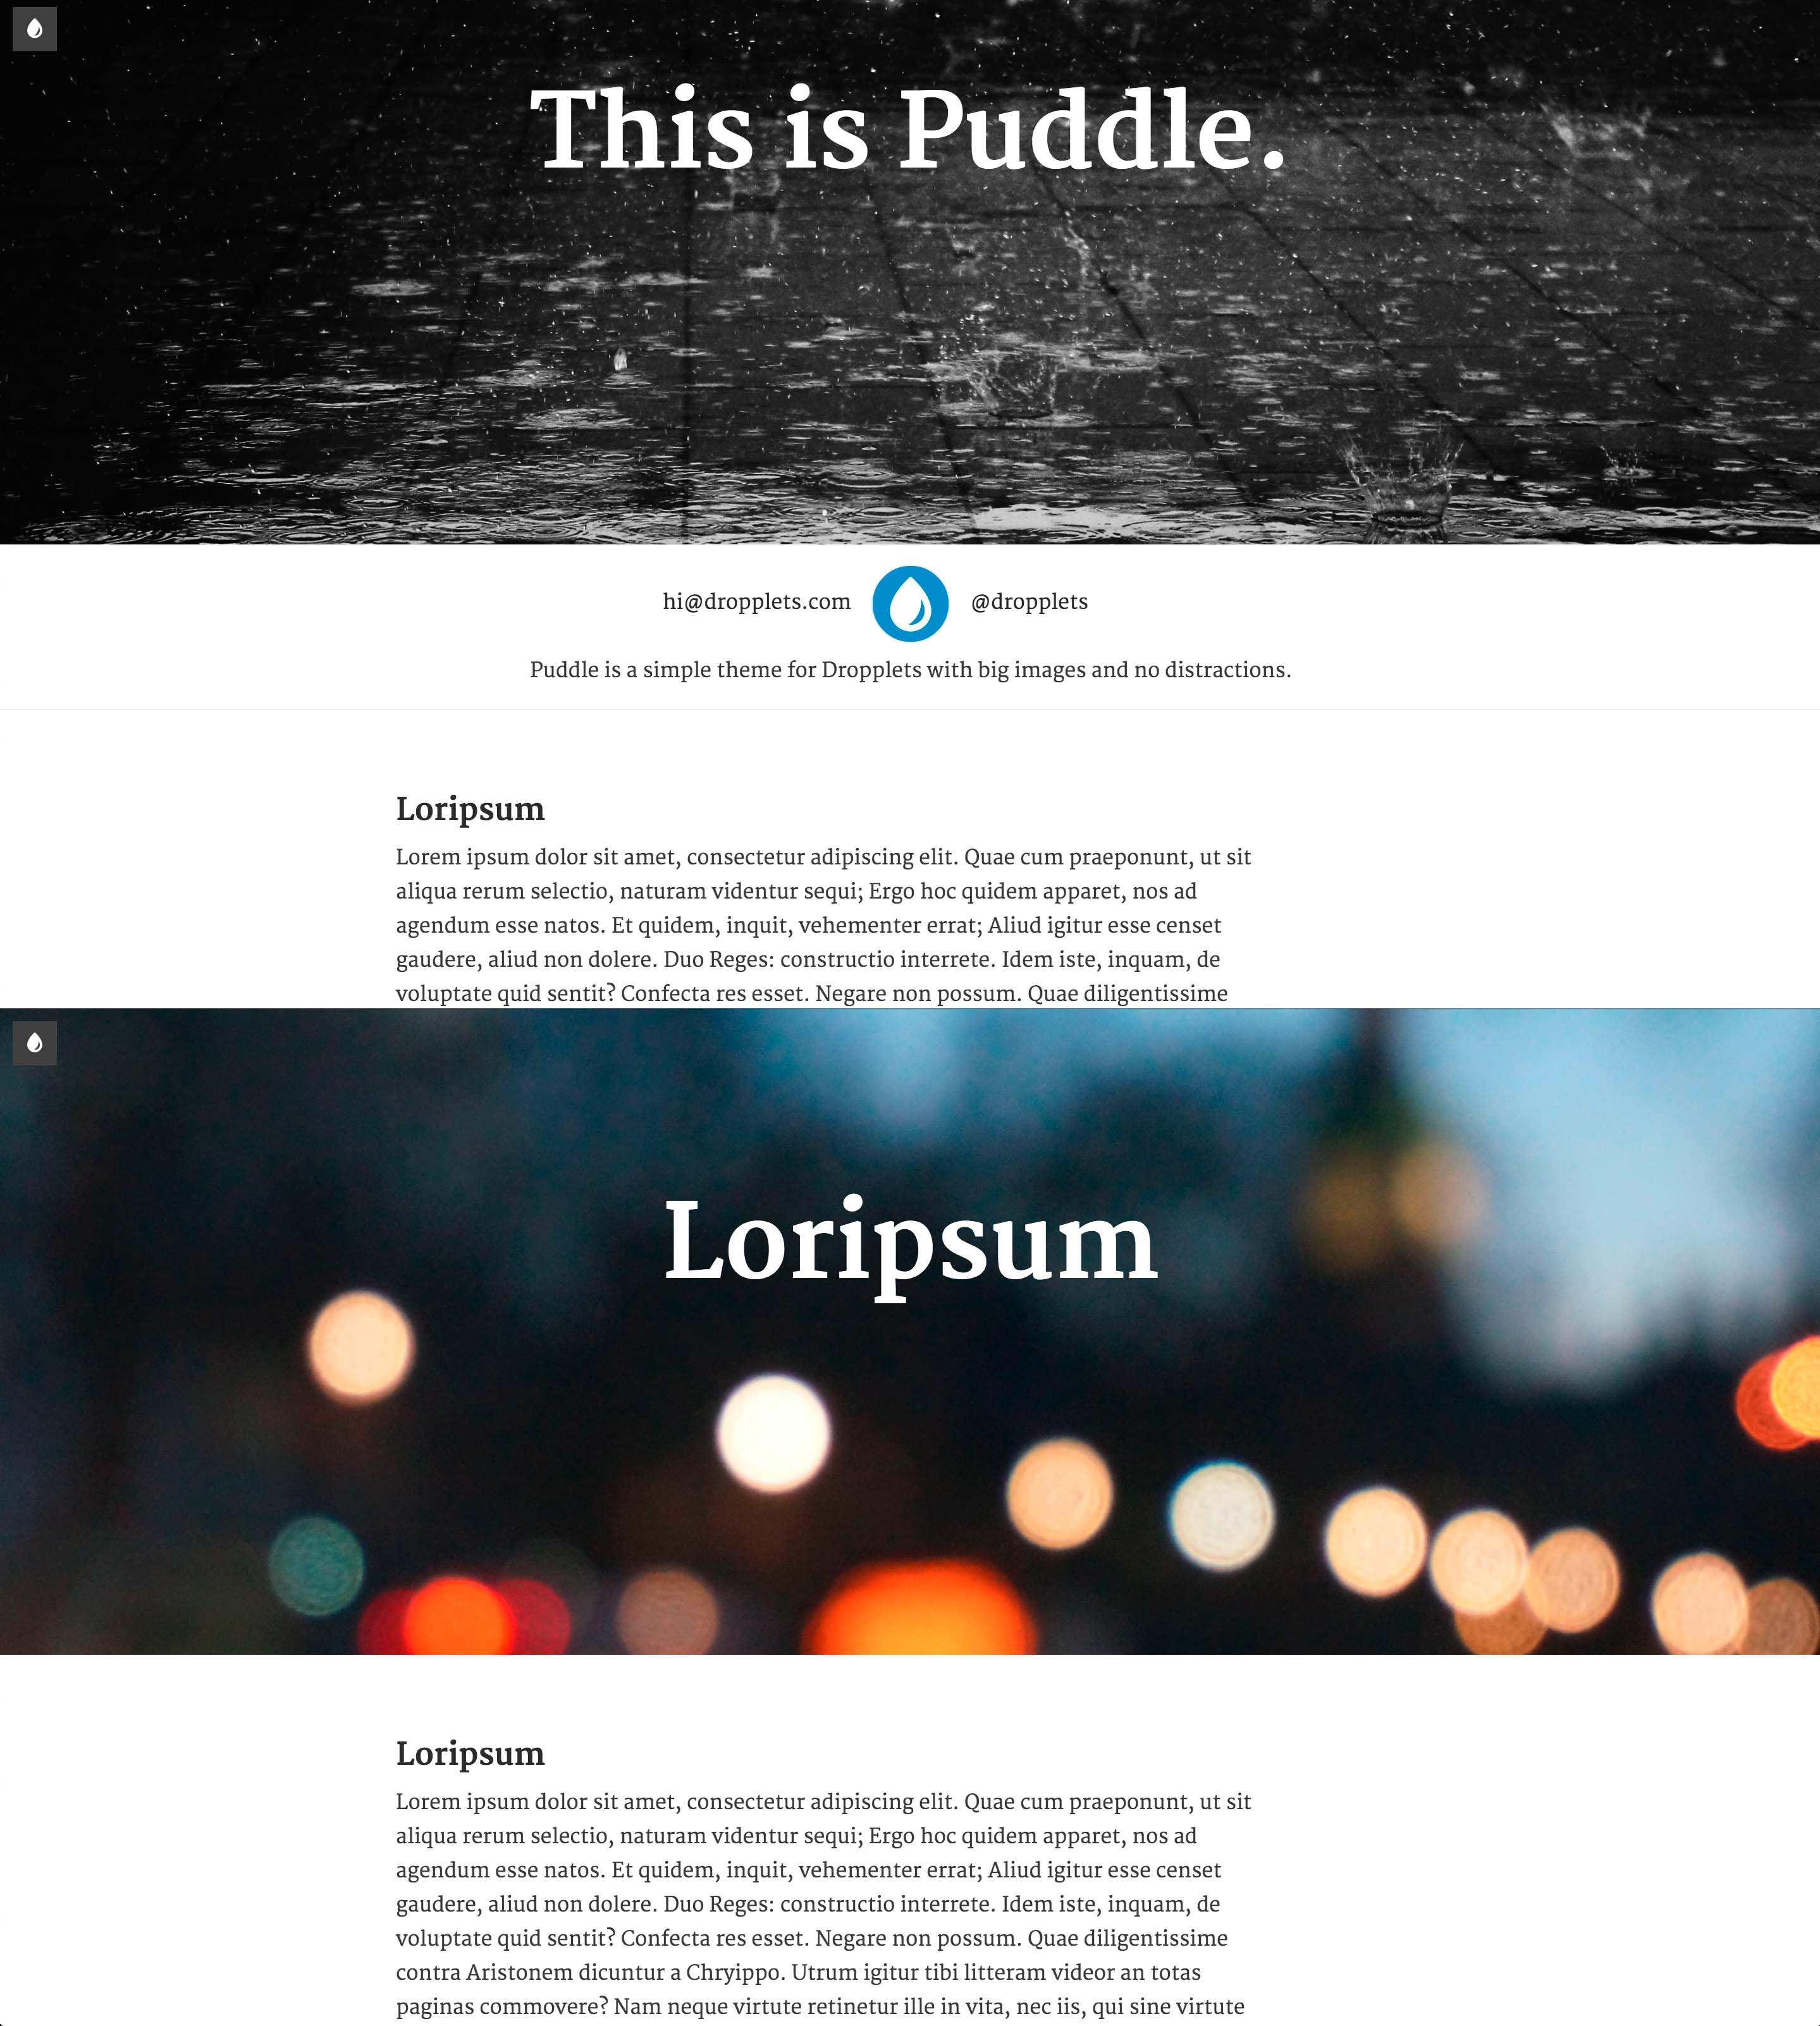 This is Puddle.
hi@dropplets.com @dropplets
Puddle is a simple theme for Dropplets with big images and no distractions.
Loripsum
Lorem ipsum dolor sit amet, consectetur adipiscing elit. Quae cum praeponunt, ut sit
aliqua rerum selectio, naturam videntur sequi; Ergo hoc quidem apparet, nos ad
agendum esse natos. Et quidem, inquit, vehementer errat; Aliud igitur esse censet
gaudere, aliud non dolere. Duo Reges: constructio interrete. Idem iste, inquam, de
voluptate quid sentit? Confecta res esset. Negare non possum. Quae diligentissime
Loripsum
Loripsum
Lorem ipsum dolor sit amet, consectetur adipiscing elit. Quae cum praeponunt, ut sit
aliqua rerum selectio, naturam videntur sequi; Ergo hoc quidem apparet, nos ad
agendum esse natos. Et quidem, inquit, vehementer errat; Aliud igitur esse censet
gaudere, aliud non dolere. Duo Reges: constructio interrete. Idem iste, inquam, de
voluptate quid sentit? Confecta res esset. Negare non possum. Quae diligentissime
contra Aristonem dicuntur a Chryippo. Utrum igitur tibi litteram videor an totas
paginas commovere? Nam neque virtute retinetur ille in vita, nec iis, qui sine virtute